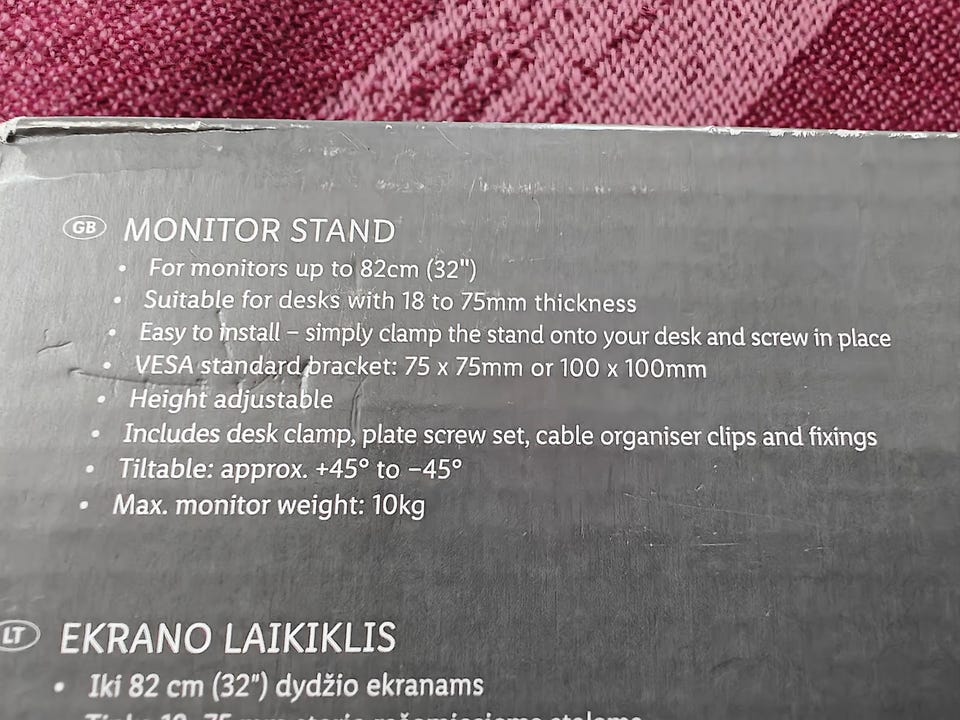 GB MONITOR STAND
• For monitors up to 82cm (32")
• Suitable for desks with 18 to 75mm thickness
• Easy to install – simply clamp the stand onto your desk and screw in place
• VESA standard bracket: 75 x 75mm or 100 x 100mm
• Height adjustable
• Includes desk clamp, plate screw set, cable organiser clips and fixings
• Tiltable: approx. +45° to −45°
• Max. monitor weight: 10kg
LT EKRANO LAIKIKLIS
• Iki 82 cm (32") dydžio ekranams